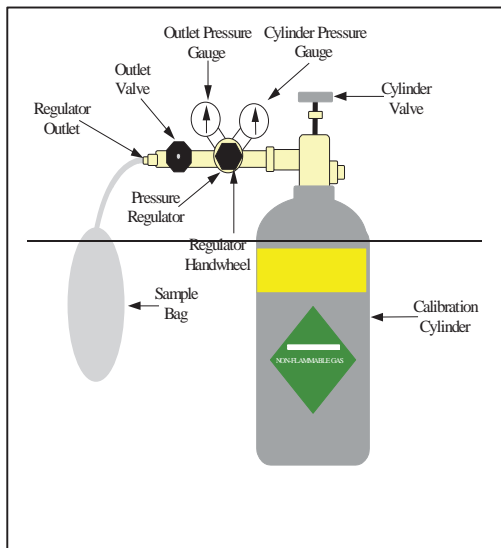 Outlet Pressure
Gauge
Cylinder Pressure
Gauge
Outlet
Valve
Cylinder
Valve
Regulator
Outlet
Pressure
Regulator
Regulator
Handwheel
Sample
Bag
Calibration
Cylinder
NON-FLAMMABLE GAS